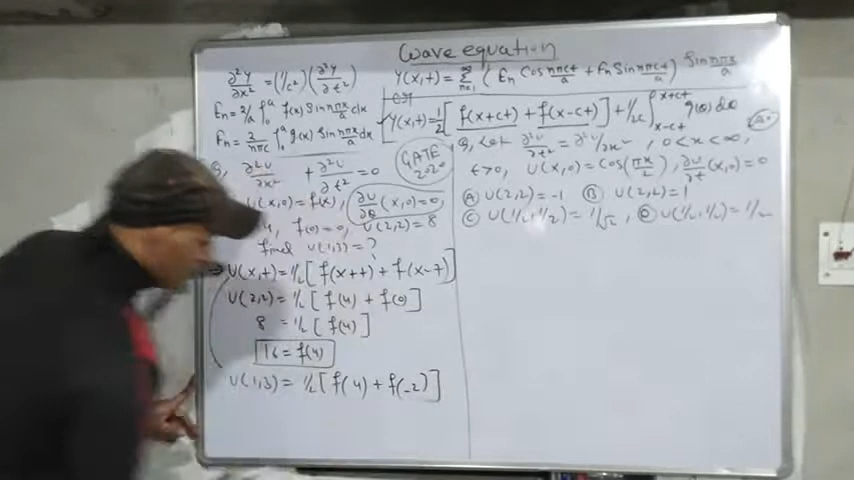 Wave equation
∂²y/∂x² = (1/c²) (∂²y/∂t²)
En = 2/a ∫₀ᵃ f(x) Sin nπx/a dx
Fn = 2/nπc ∫₀ᵃ g(x) Sin nπx/a dx
y(x,t) = Σ_{n=1}^∞ (En Cos nπct/a + Fn Sin nπct/a) Sin nπx/a
y(x,t) = 1/2 [f(x+ct) + f(x-ct)] + 1/2c ∫_{x-ct}^{x+ct} g(θ) dθ
Q, ∂²u/∂x² + ∂²u/∂t² = 0
GATE 2020
u(x,0) = f(x), ∂u/∂t (x,0) = 0,
f(0) = 0, u(2,2) = 8
find u(1,3) = ?
⇒ u(x,t) = 1/2 [f(x+t) + f(x-t)]
u(2,2) = 1/2 [f(4) + f(0)]
8 = 1/2 [f(4)]
16 = f(4)
u(1,3) = 1/2 [f(4) + f(-2)]
Q, Let ∂²u/∂t² = ∂²u/∂x², 0<x<∞,
t>0, u(x,0) = cos(πx/2), ∂u/∂t (x,0) = 0
(A) u(2,2) = -1 (B) u(2,2) = 1
(C) u(1/2,1/2) = 1/√2, (D) u(1/2,1/2) = 1/2